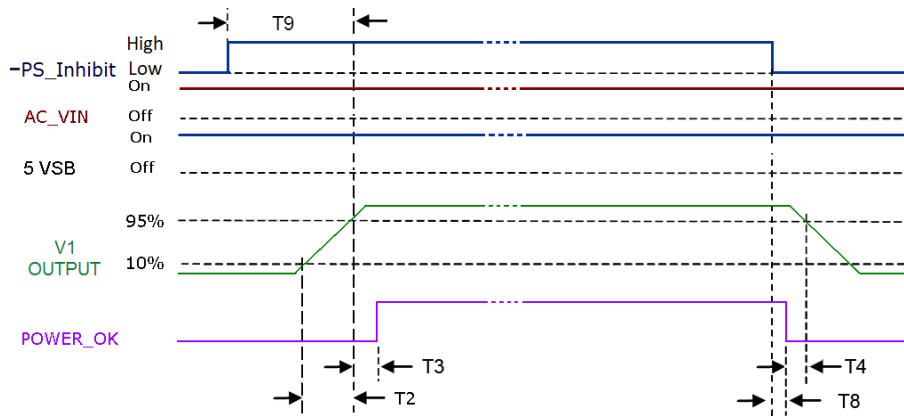 T9
High
–PS_Inhibit Low
On
AC_VIN Off
On
5 VSB Off
95%
V1
OUTPUT 10%
POWER_OK
T3 T4
T2 T8